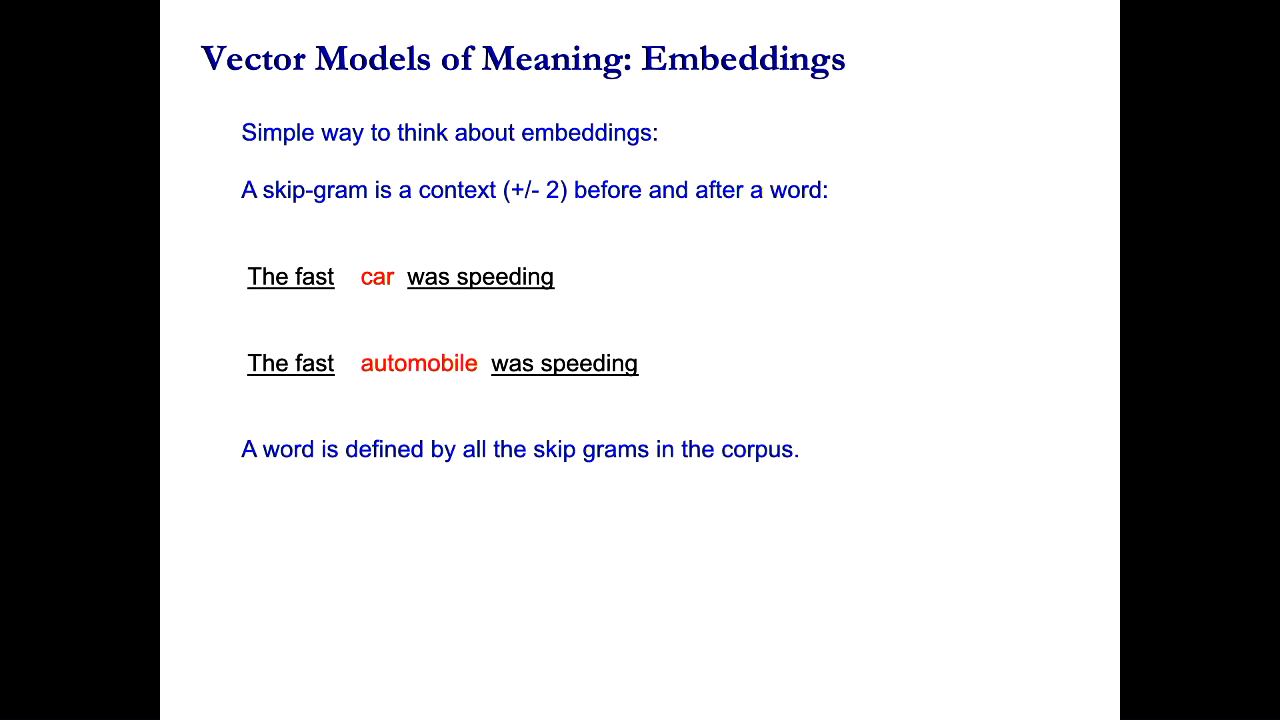 Vector Models of Meaning: Embeddings
Simple way to think about embeddings:
A skip-gram is a context (+/- 2) before and after a word:
The fast car was speeding
The fast automobile was speeding
A word is defined by all the skip grams in the corpus.